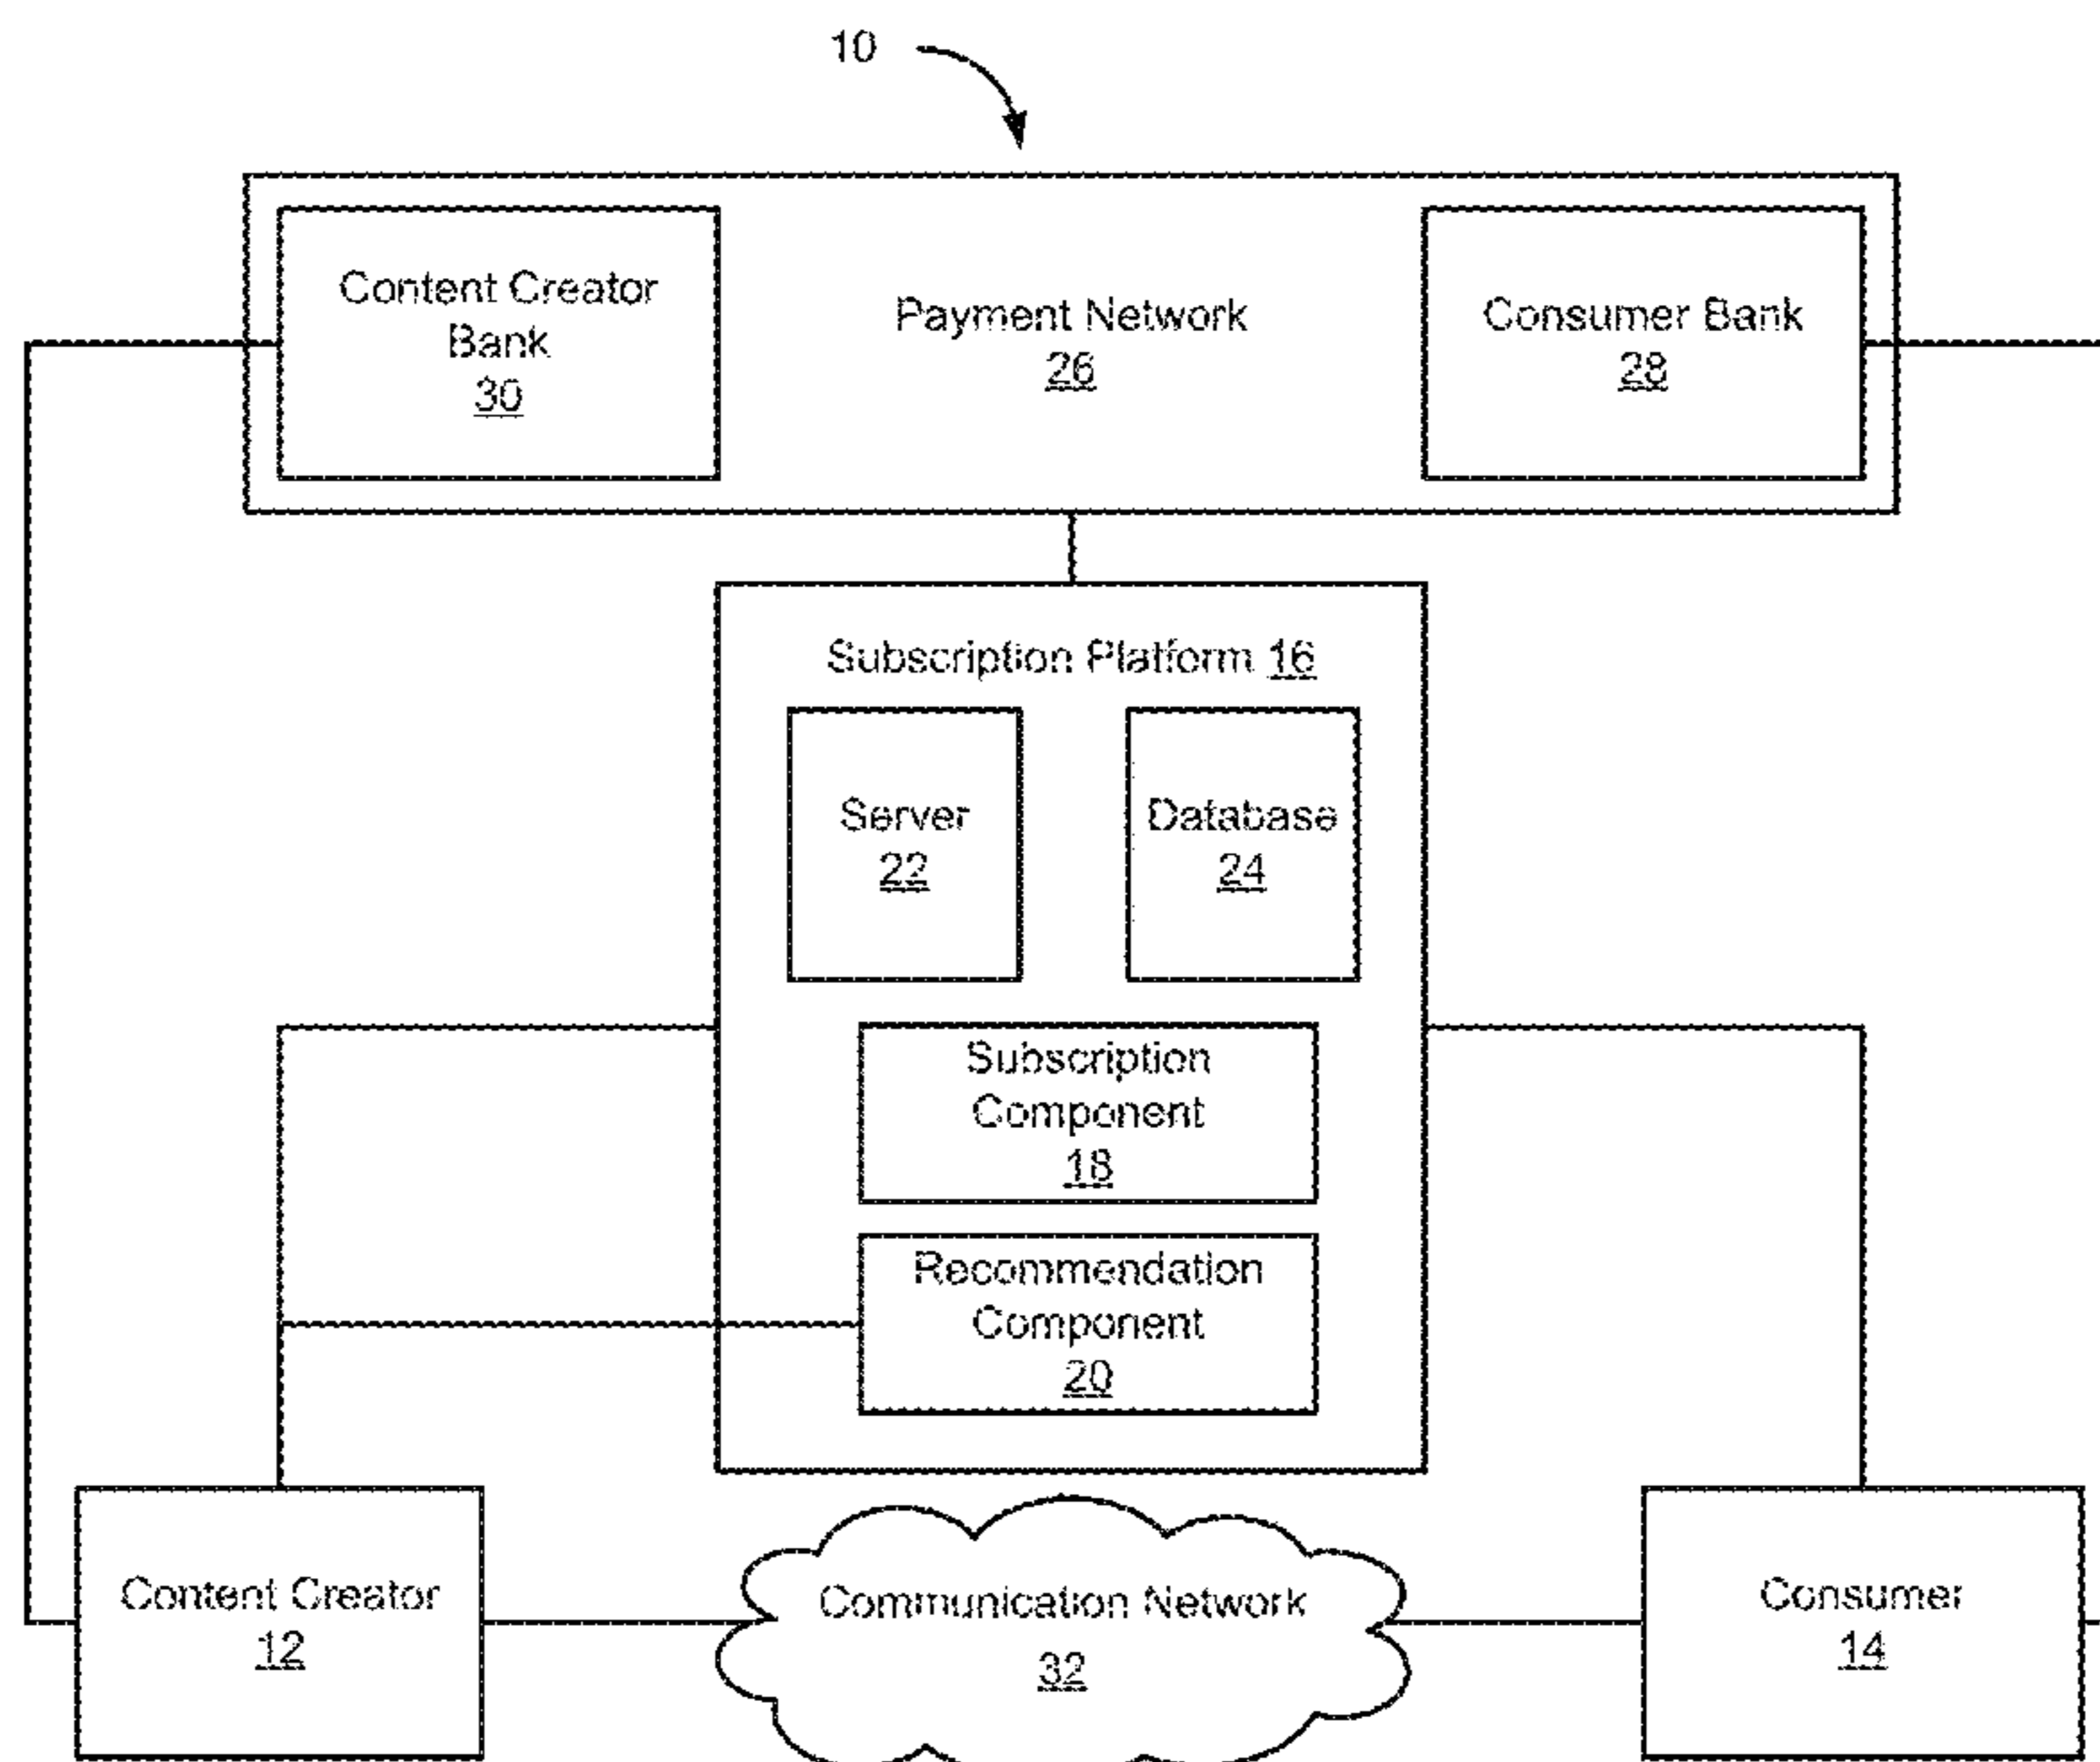 10
Content Creator
Bank
30
Payment Network
26
Consumer Bank
28
Subscription Platform 16
Server
22
Database
24
Subscription
Component
18
Recommendation
Component
20
Content Creator
12
Communication Network
32
Consumer
14